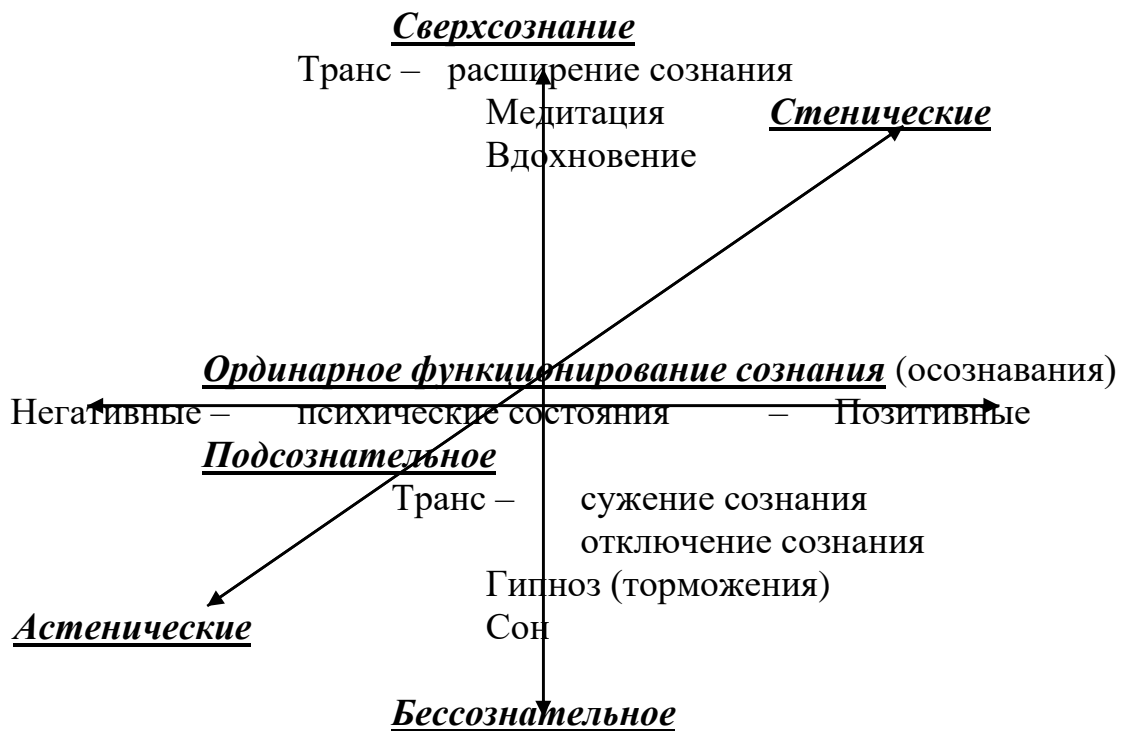 Сверхсознание
Транс – расширение сознания
Медитация Стенические
Вдохновение
Ординарное функционирование сознания (осознавания)
Негативные – психические состояния – Позитивные
Подсознательное
Транс – сужение сознания
отключение сознания
Гипноз (торможения)
Астенические Сон
Бессознательное